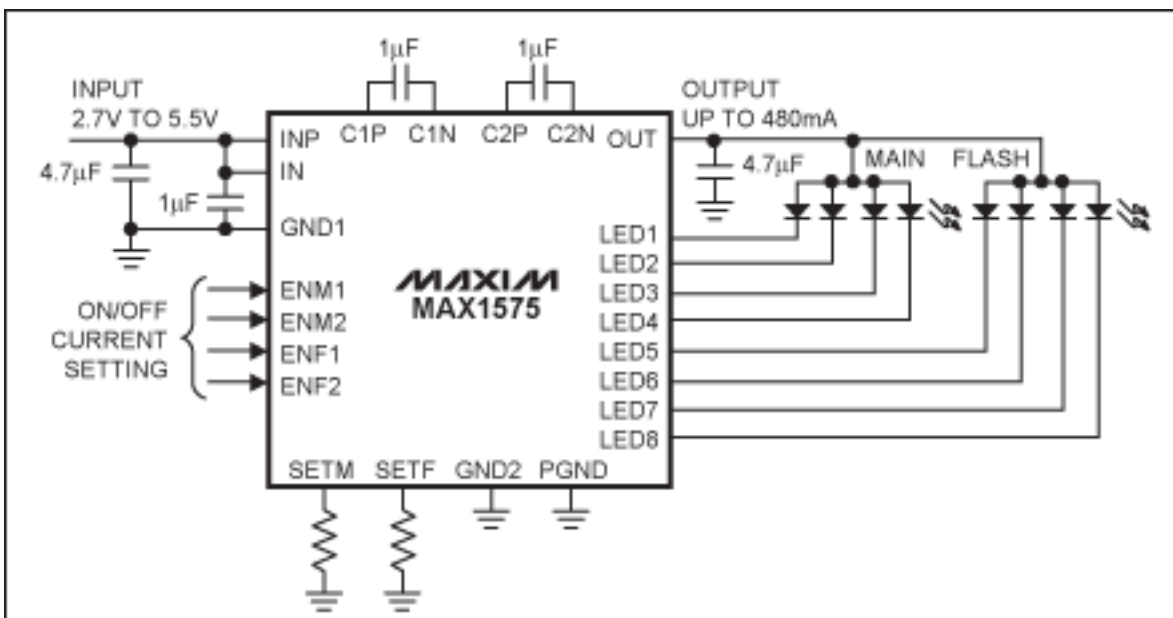 1µF
1µF
INPUT
2.7V TO 5.5V
OUTPUT
UP TO 480mA
INP
C1P
C1N
C2P
C2N
OUT
4.7µF
IN
1µF
GND1
4.7µF
MAIN
FLASH
MAXIM
MAX1575
ON/OFF
CURRENT
SETTING
ENM1
ENM2
ENF1
ENF2
LED1
LED2
LED3
LED4
LED5
LED6
LED7
LED8
SETM
SETF
GND2
PGND